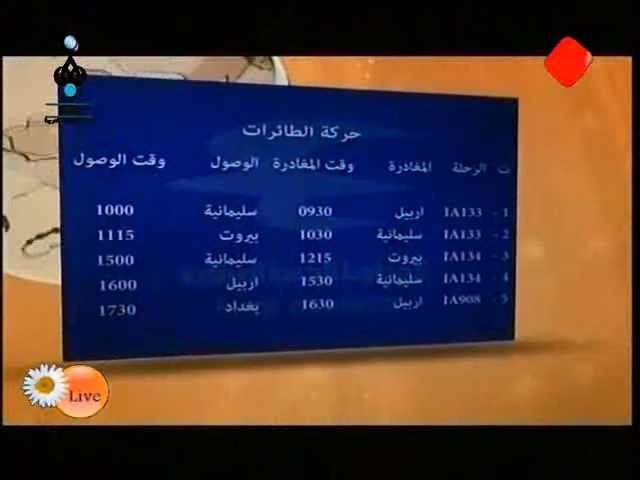 حركة الطائرات
ت الرحلة المغادرة وقت المغادرة الوصول وقت الوصول
1 - IA133 اربيل 0930 سليمانية 1000
2 - IA133 سليمانية 1030 بيروت 1115
3 - IA134 بيروت 1215 سليمانية 1500
4 - IA134 سليمانية 1530 اربيل 1600
5 - IA908 اربيل 1630 بغداد 1730
Live